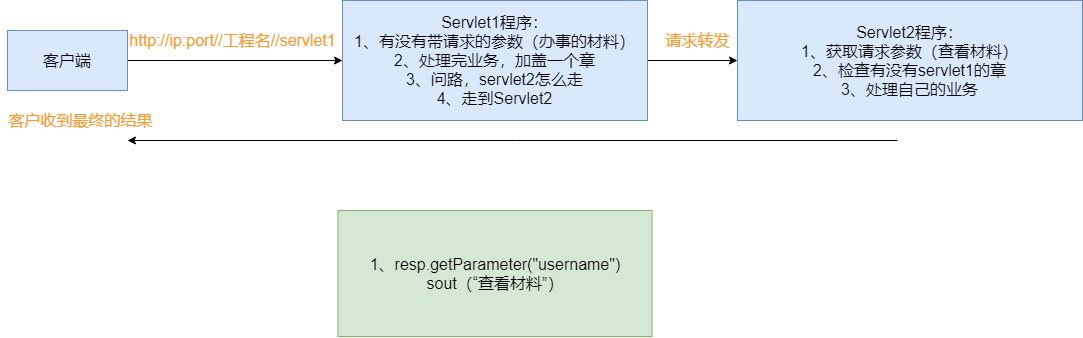 客户端
http://ip:port//工程名//servlet1
Servlet1程序：
1、有没有带请求的参数（办事的材料）
2、处理完业务，加盖一个章
3、问路，servlet2怎么走
4、走到Servlet2
请求转发
Servlet2程序：
1、获取请求参数（查看材料）
2、检查有没有servlet1的章
3、处理自己的业务
客户收到最终的结果
1、resp.getParameter("username")
sout（“查看材料”）